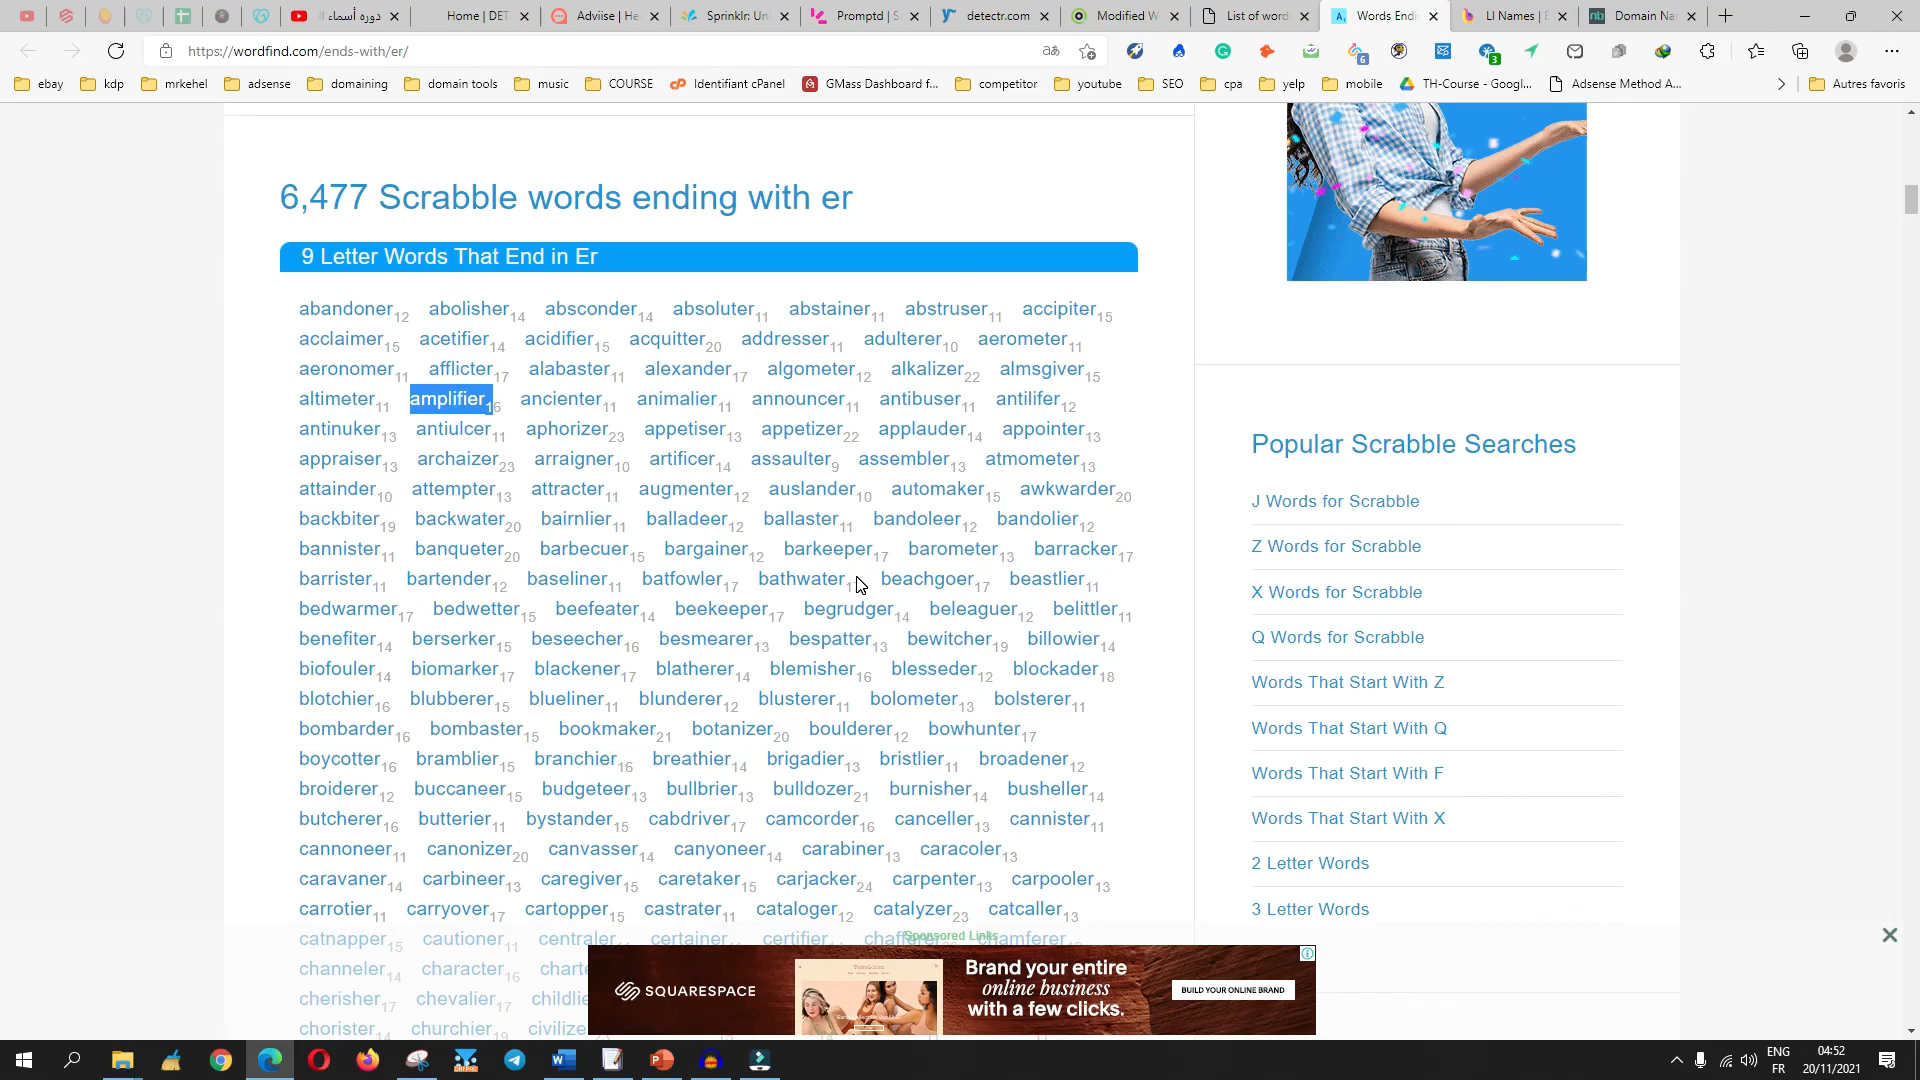 دوره أسماء ال
Home | DET
Adviise | He
Sprinklr: Uni
Promptd | S
detectr.com
Modified W
List of word
Words Endi
LI Names | E
Domain Na
https://wordfind.com/ends-with/er/
ebay kdp mrkehel adsense domaining domain tools music COURSE Identifiant cPanel GMass Dashboard f... competitor youtube SEO cpa yelp mobile TH-Course - Googl... Adsense Method A... Autres favoris
6,477 Scrabble words ending with er
9 Letter Words That End in Er
abandoner12 abolisher14 absconder14 absoluter11 abstainer11 abstruser11 accipiter15
acclaimer15 acetifier14 acidifier15 acquitter20 addresser11 adulterer10 aerometer11
aeronomer11 afflicter17 alabaster11 alexander17 algometer12 alkalizer22 almsgiver15
altimeter11 amplifier16 ancienter11 animalier11 announcer11 antibuser11 antilifer12
antinuker13 antiulcer11 aphorizer23 appetiser13 appetizer22 applauder14 appointer13
appraiser13 archaizer23 arraigner10 artificer14 assaulter9 assembler13 atmometer13
attainder10 attempter13 attracter11 augmenter12 auslander10 automaker15 awkwarder20
backbiter19 backwater20 bairnlier11 balladeer12 ballaster11 bandoleer12 bandolier12
bannister11 banqueter20 barbecuer15 bargainer12 barkeeper17 barometer13 barracker17
barrister11 bartender12 baseliner11 batfowler17 bathwater beachgoer17 beastlier11
bedwarmer17 bedwetter15 beefeater14 beekeeper17 begrudger14 beleaguer12 belittler11
benefiter14 berserker15 beseecher16 besmearer13 bespatter13 bewitcher19 billowier14
biofouler14 biomarker17 blackener17 blatherer14 blemisher16 blesseder12 blockader18
blotchier16 blubberer15 blueliner11 blunderer12 blusterer11 bolometer13 bolsterer11
bombarder16 bombaster15 bookmaker21 botanizer20 boulderer12 bowhunter17
boycotter16 bramblier15 branchier16 breathier14 brigadier13 bristlier11 broadener12
broiderer12 buccaneer15 budgeteer13 bullbrier13 bulldozer21 burnisher14 busheller14
butcherer16 butterier11 bystander15 cabdriver17 camcorder16 canceller13 cannister11
cannoneer11 canonizer20 canvasser14 canyoneer14 carabiner13 caracoler13
caravaner14 carbineer13 caregiver15 caretaker15 carjacker24 carpenter13 carpooler13
carrotier11 carryover17 cartopper15 castrater11 cataloger12 catalyzer23 catcaller13
catnapper15 cautioner11 centraler11 certainer11 certifier14 chafferer chamferer
channeler14 character16 charte
cherisher17 chevalier17 childlie
chorister14 churchier19 civilize
Popular Scrabble Searches
J Words for Scrabble
Z Words for Scrabble
X Words for Scrabble
Q Words for Scrabble
Words That Start With Z
Words That Start With Q
Words That Start With F
Words That Start With X
2 Letter Words
3 Letter Words
Sponsored Links
SQUARESPACE
Brand your entire
online business
with a few clicks.
BUILD YOUR ONLINE BRAND
ENG
FR
04:52
20/11/2021